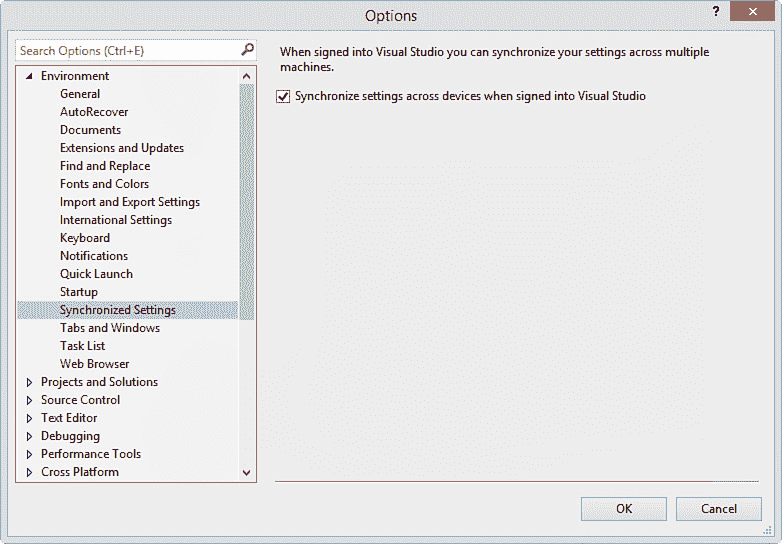 Options
?
Search Options (Ctrl+E)
Environment
General
AutoRecover
Documents
Extensions and Updates
Find and Replace
Fonts and Colors
Import and Export Settings
International Settings
Keyboard
Notifications
Quick Launch
Startup
Synchronized Settings
Tabs and Windows
Task List
Web Browser
Projects and Solutions
Source Control
Text Editor
Debugging
Performance Tools
Cross Platform
When signed into Visual Studio you can synchronize your settings across multiple
machines.
Synchronize settings across devices when signed into Visual Studio
OK
Cancel